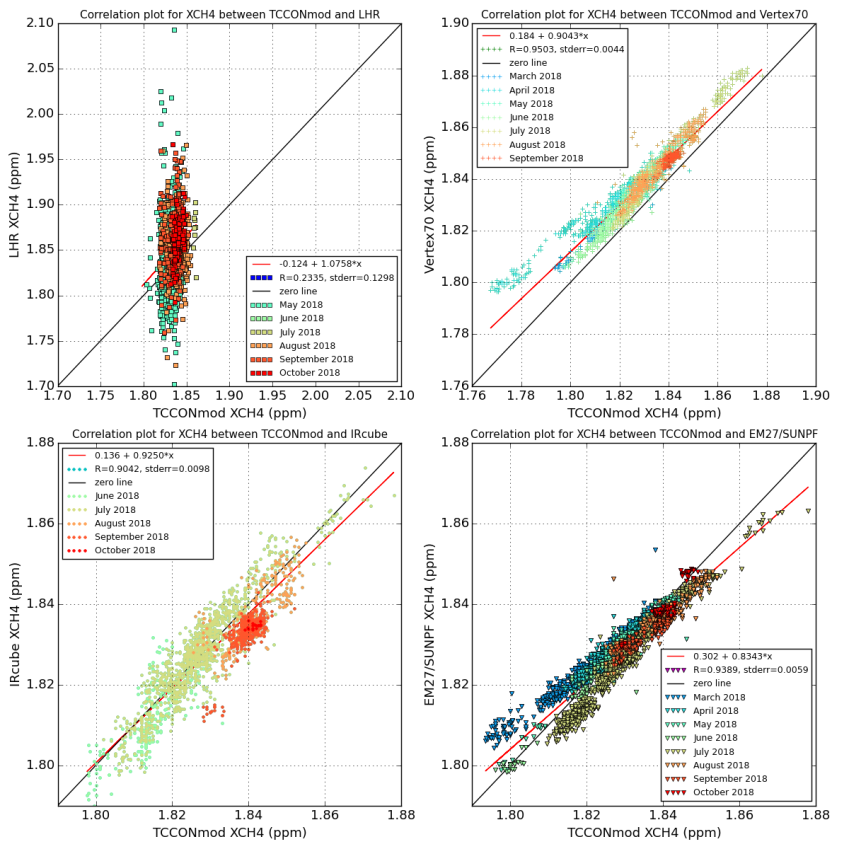 Correlation plot for XCH4 between TCCONmod and LHR
2.10
2.05
2.00
1.95
1.90
1.85
1.80
1.75
1.70
LHR XCH4 (ppm)
-0.124 + 1.0758*x
R=0.2335, stderr=0.1298
zero line
May 2018
June 2018
July 2018
August 2018
September 2018
October 2018
1.70 1.80 1.85 1.90 1.95 2.00 2.05 2.10
TCCONmod XCH4 (ppm)
Correlation plot for XCH4 between TCCONmod and Vertex70
1.90
1.88
1.86
1.84
1.82
1.80
1.78
1.76
Vertex70 XCH4 (ppm)
0.184 + 0.9043*x
R=0.9503, stderr=0.0044
zero line
March 2018
April 2018
May 2018
June 2018
July 2018
August 2018
September 2018
1.76 1.78 1.80 1.82 1.84 1.86 1.88 1.90
TCCONmod XCH4 (ppm)
Correlation plot for XCH4 between TCCONmod and IRcube
1.88
1.86
1.84
1.82
1.80
IRcube XCH4 (ppm)
0.136 + 0.9250*x
R=0.9042, stderr=0.0098
zero line
June 2018
July 2018
August 2018
September 2018
October 2018
1.80 1.82 1.84 1.86 1.88
TCCONmod XCH4 (ppm)
Correlation plot for XCH4 between TCCONmod and EM27/SUNPF
1.88
1.86
1.84
1.82
1.80
EM27/SUNPF XCH4 (ppm)
0.302 + 0.8343*x
R=0.9389, stderr=0.0059
zero line
March 2018
April 2018
May 2018
June 2018
July 2018
August 2018
September 2018
October 2018
1.80 1.82 1.84 1.86 1.88
TCCONmod XCH4 (ppm)